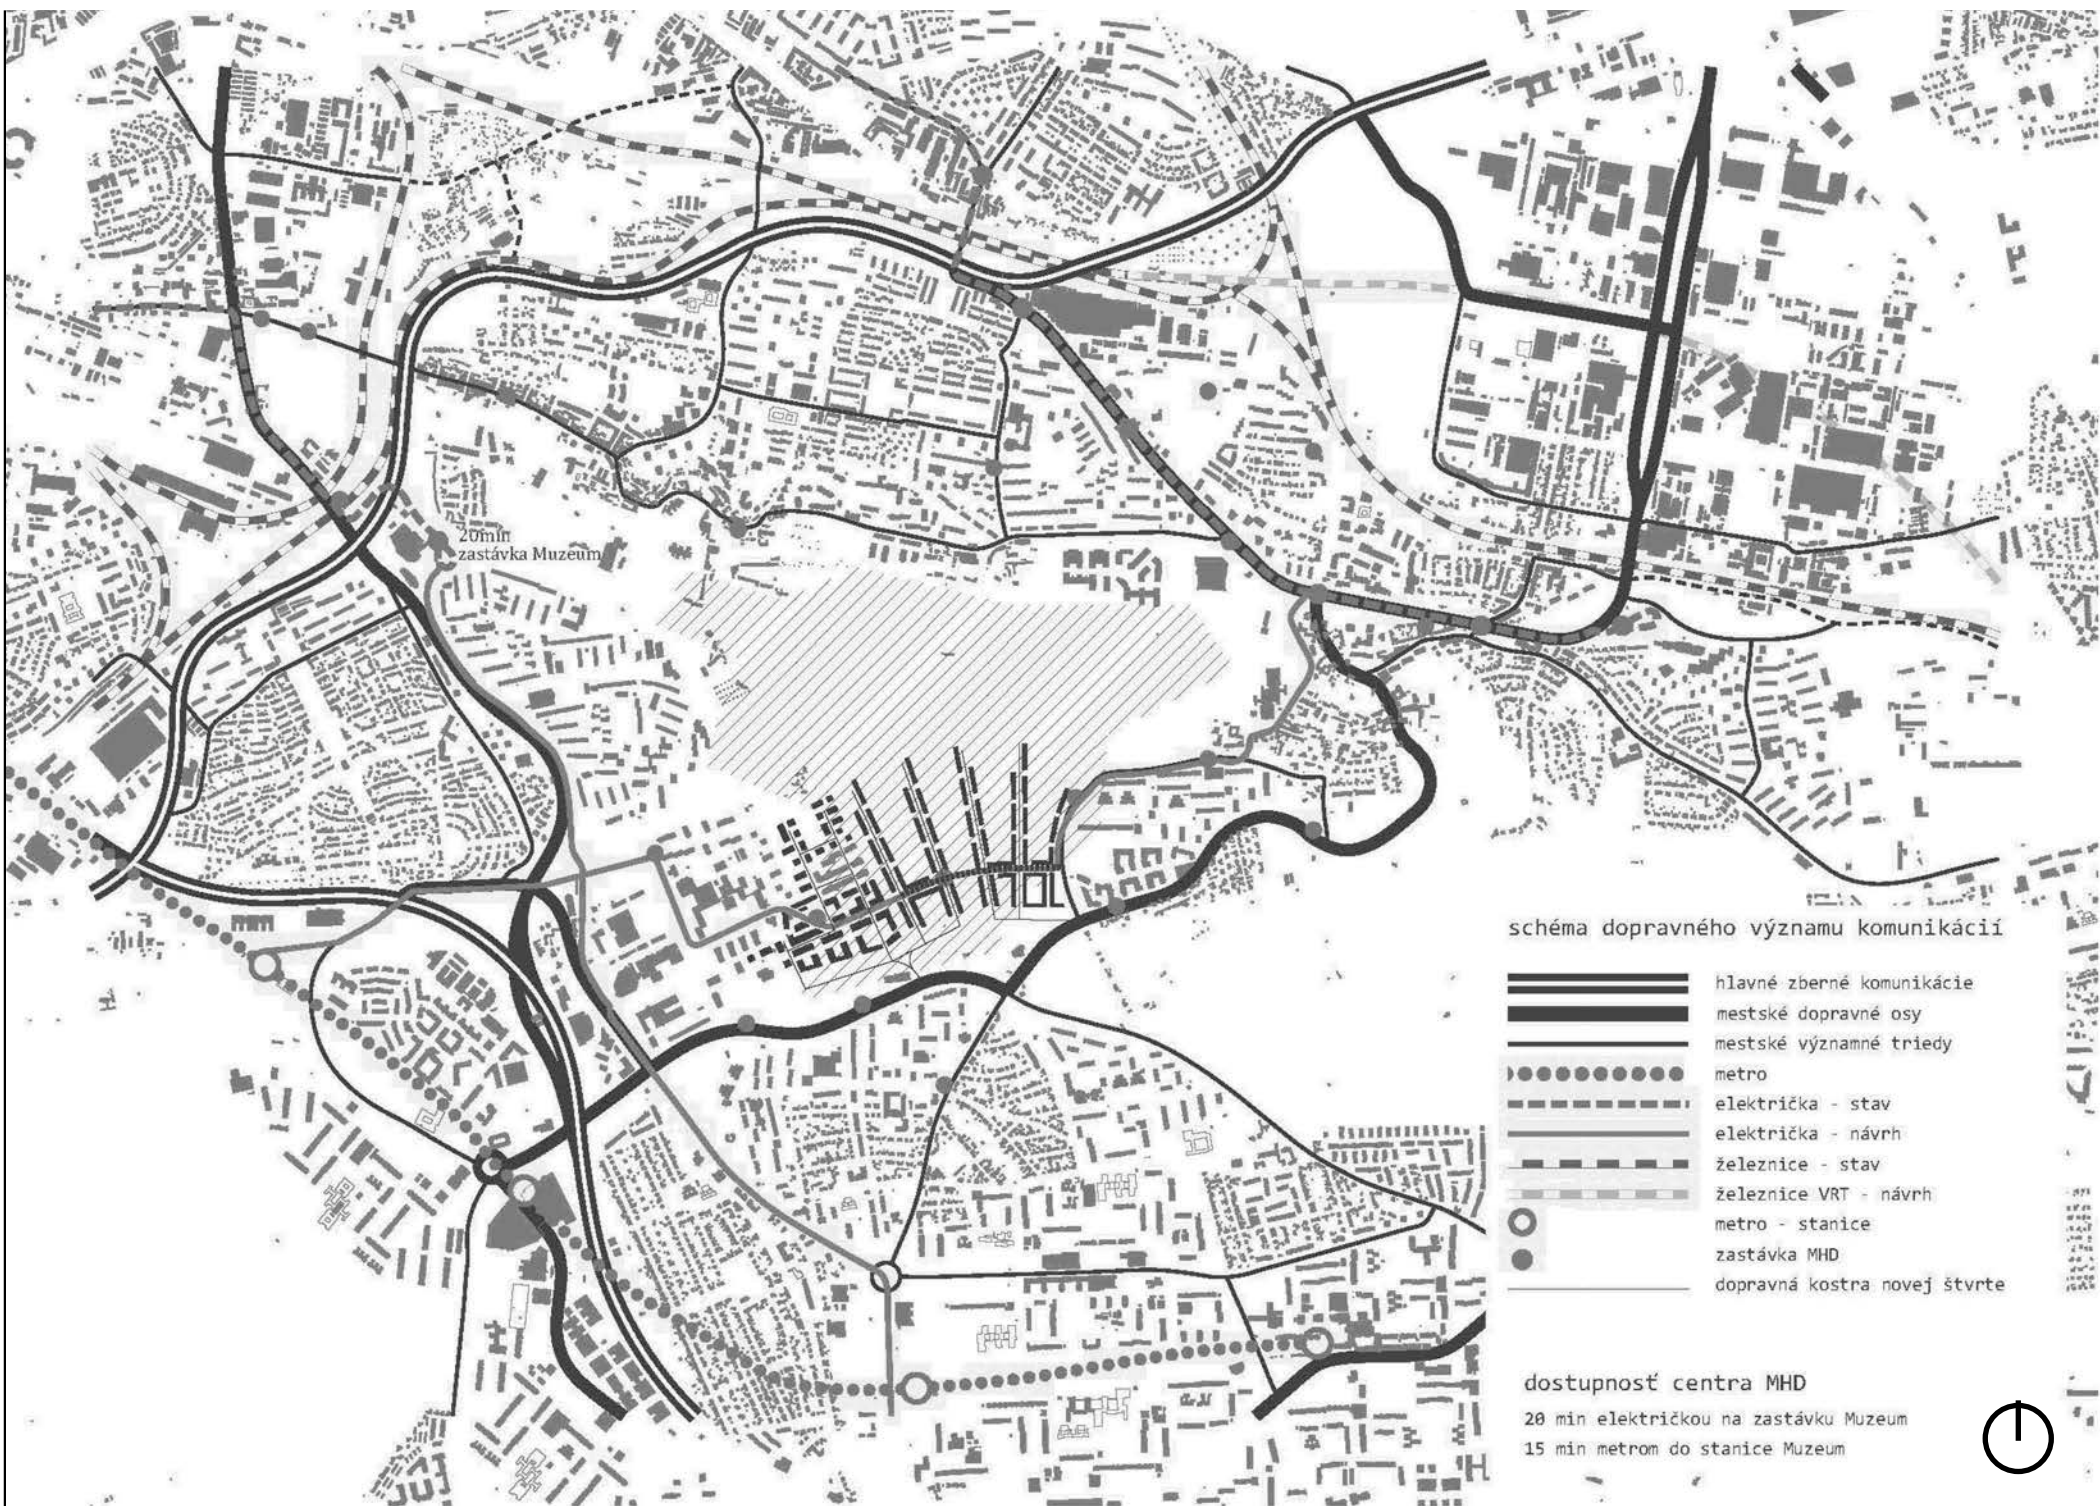 20min
zastávka Muzeum
schéma dopravného významu komunikácií
hlavné zberné komunikácie
mestské dopravné osy
mestské významné triedy
metro
električka - stav
električka - návrh
železnice - stav
železnice VRT - návrh
metro - stanice
zastávka MHD
dopravná kostra novej štvrte
dostupnosť centra MHD
20 min električkou na zastávku Muzeum
15 min metrom do stanice Muzeum